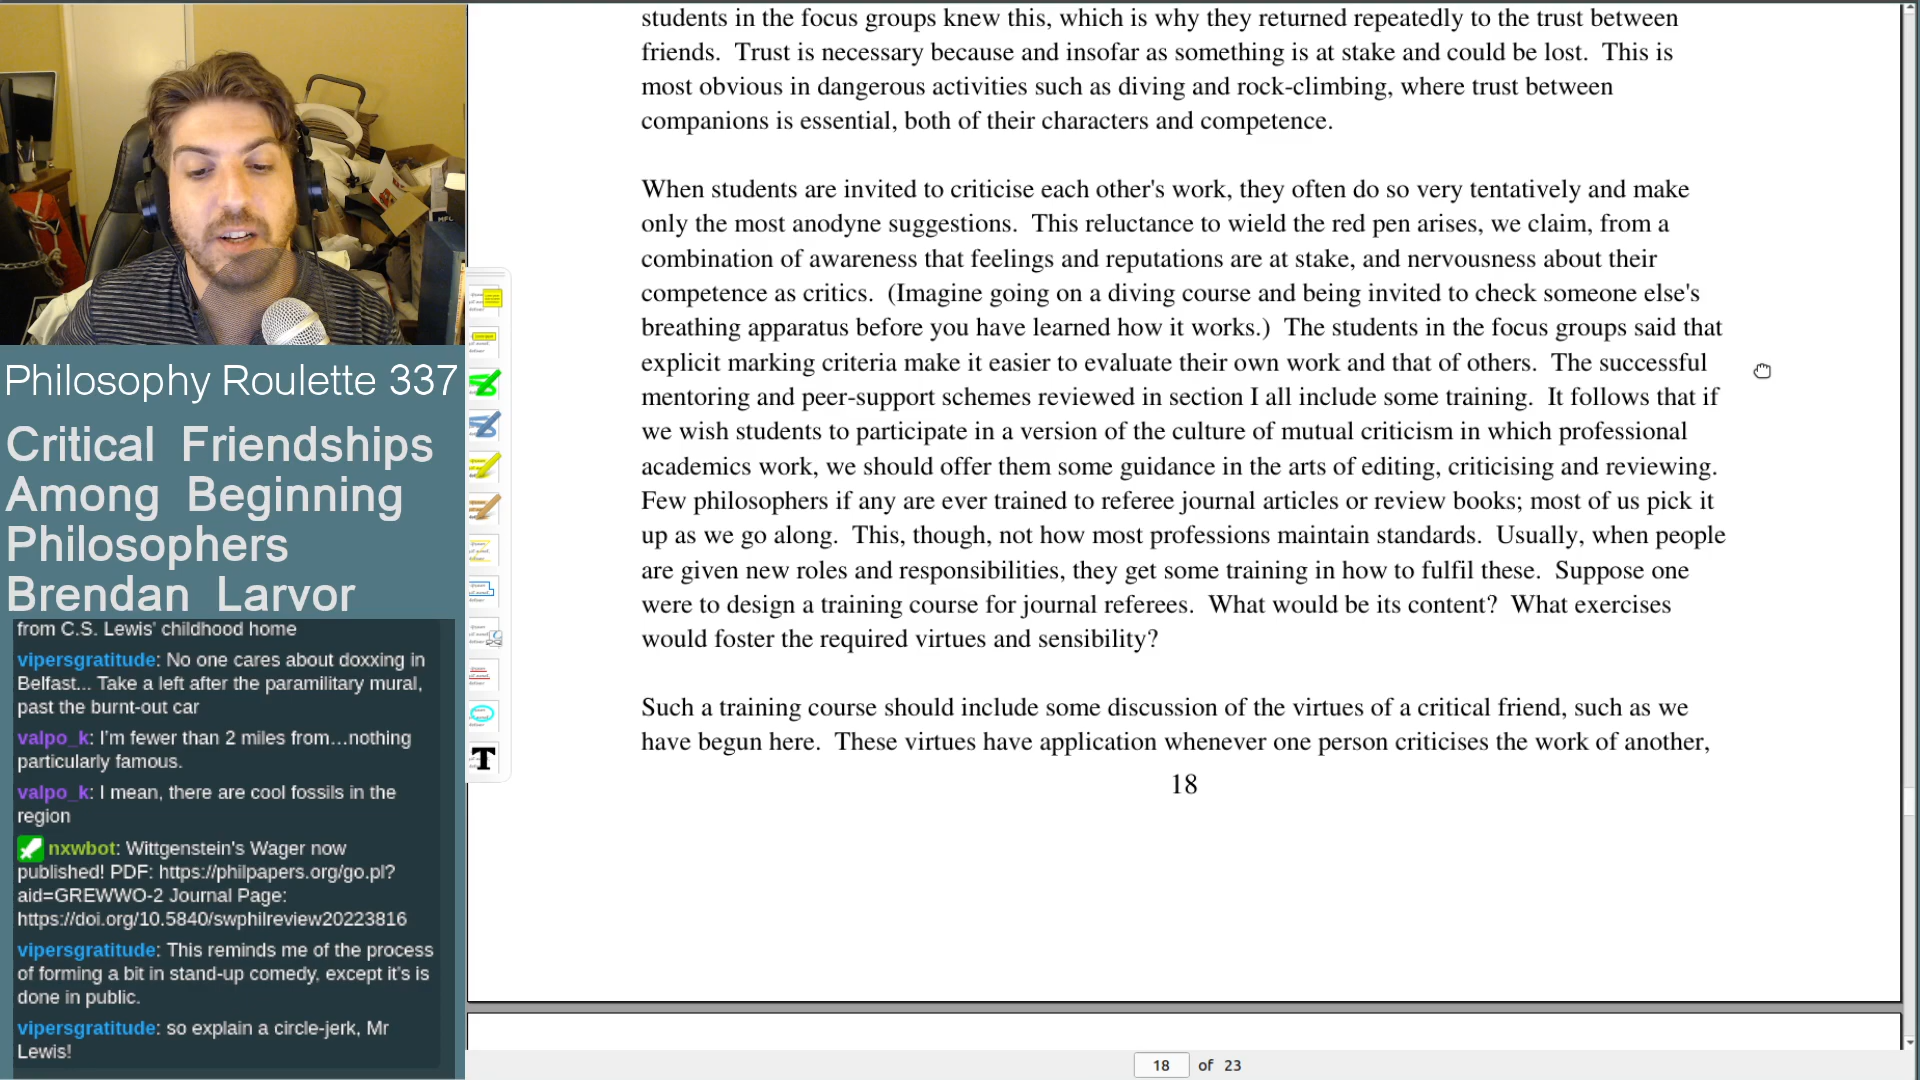 students in the focus groups knew this, which is why they returned repeatedly to the trust between
friends.  Trust is necessary because and insofar as something is at stake and could be lost.  This is
most obvious in dangerous activities such as diving and rock-climbing, where trust between
companions is essential, both of their characters and competence.
When students are invited to criticise each other's work, they often do so very tentatively and make
only the most anodyne suggestions.  This reluctance to wield the red pen arises, we claim, from a
combination of awareness that feelings and reputations are at stake, and nervousness about their
competence as critics.  (Imagine going on a diving course and being invited to check someone else's
breathing apparatus before you have learned how it works.)  The students in the focus groups said that
explicit marking criteria make it easier to evaluate their own work and that of others.  The successful
mentoring and peer-support schemes reviewed in section I all include some training.  It follows that if
we wish students to participate in a version of the culture of mutual criticism in which professional
academics work, we should offer them some guidance in the arts of editing, criticising and reviewing.
Few philosophers if any are ever trained to referee journal articles or review books; most of us pick it
up as we go along.  This, though, not how most professions maintain standards.  Usually, when people
are given new roles and responsibilities, they get some training in how to fulfil these.  Suppose one
were to design a training course for journal referees.  What would be its content?  What exercises
would foster the required virtues and sensibility?
Such a training course should include some discussion of the virtues of a critical friend, such as we
have begun here.  These virtues have application whenever one person criticises the work of another,
18
18 of 23
Philosophy Roulette 337
Critical Friendships
Among Beginning
Philosophers
Brendan Larvor
from C.S. Lewis' childhood home
vipersgratitude: No one cares about doxxing in
Belfast... Take a left after the paramilitary mural,
past the burnt-out car
valpo_k: I'm fewer than 2 miles from…nothing
particularly famous.
valpo_k: I mean, there are cool fossils in the
region
nxwbot: Wittgenstein's Wager now
published! PDF: https://philpapers.org/go.pl?
aid=GREWWO-2 Journal Page:
https://doi.org/10.5840/swphilreview20223816
vipersgratitude: This reminds me of the process
of forming a bit in stand-up comedy, except it's is
done in public.
vipersgratitude: so explain a circle-jerk, Mr
Lewis!
T